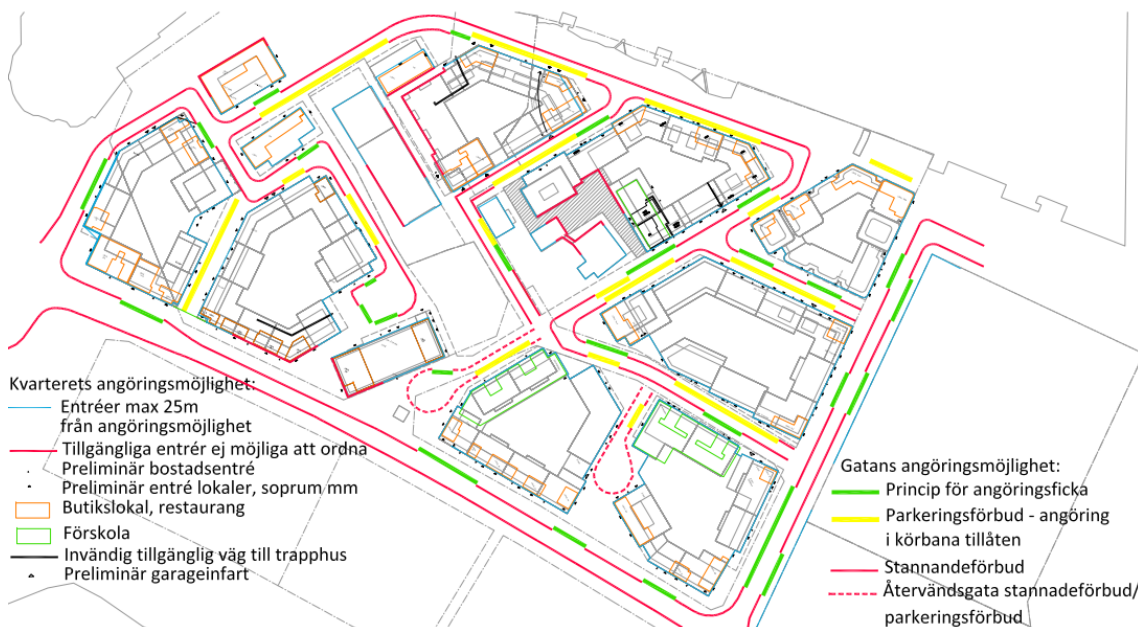 Kvarterets angöringsmöjlighet:
Entréer max 25m
från angöringsmöjlighet
Tillgängliga entrér ej möjliga att ordna
Preliminär bostadsentré
Preliminär entré lokaler, soprum mm
Butikslokal, restaurang
Förskola
Invändig tillgänglig väg till trapphus
Preliminär garageinfart
Gatans angöringsmöjlighet:
Princip för angöringsficka
Parkeringsförbud - angöring
i körbana tillåten
Stannandeförbud
Återvändsgata stannadeförbud/
parkeringsförbud